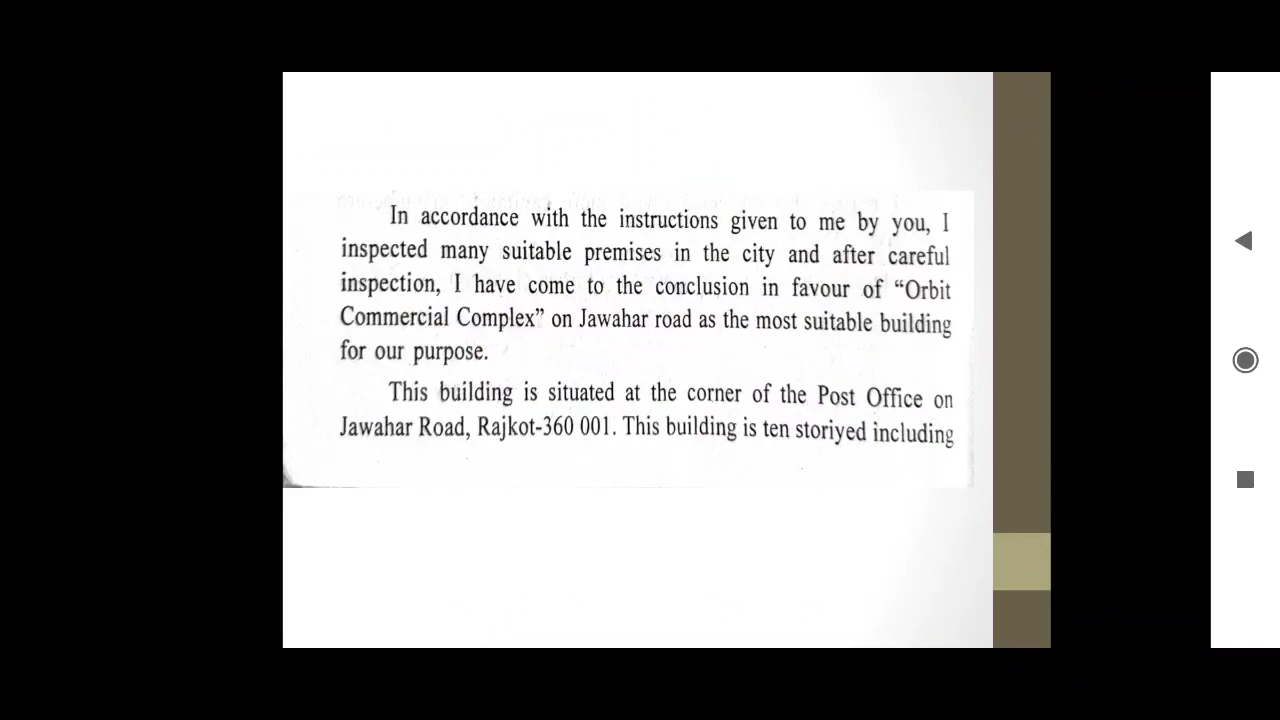 In accordance with the instructions given to me by you, I
inspected many suitable premises in the city and after careful
inspection, I have come to the conclusion in favour of “Orbit
Commercial Complex” on Jawahar road as the most suitable building
for our purpose.
This building is situated at the corner of the Post Office on
Jawahar Road, Rajkot-360 001. This building is ten storiyed including